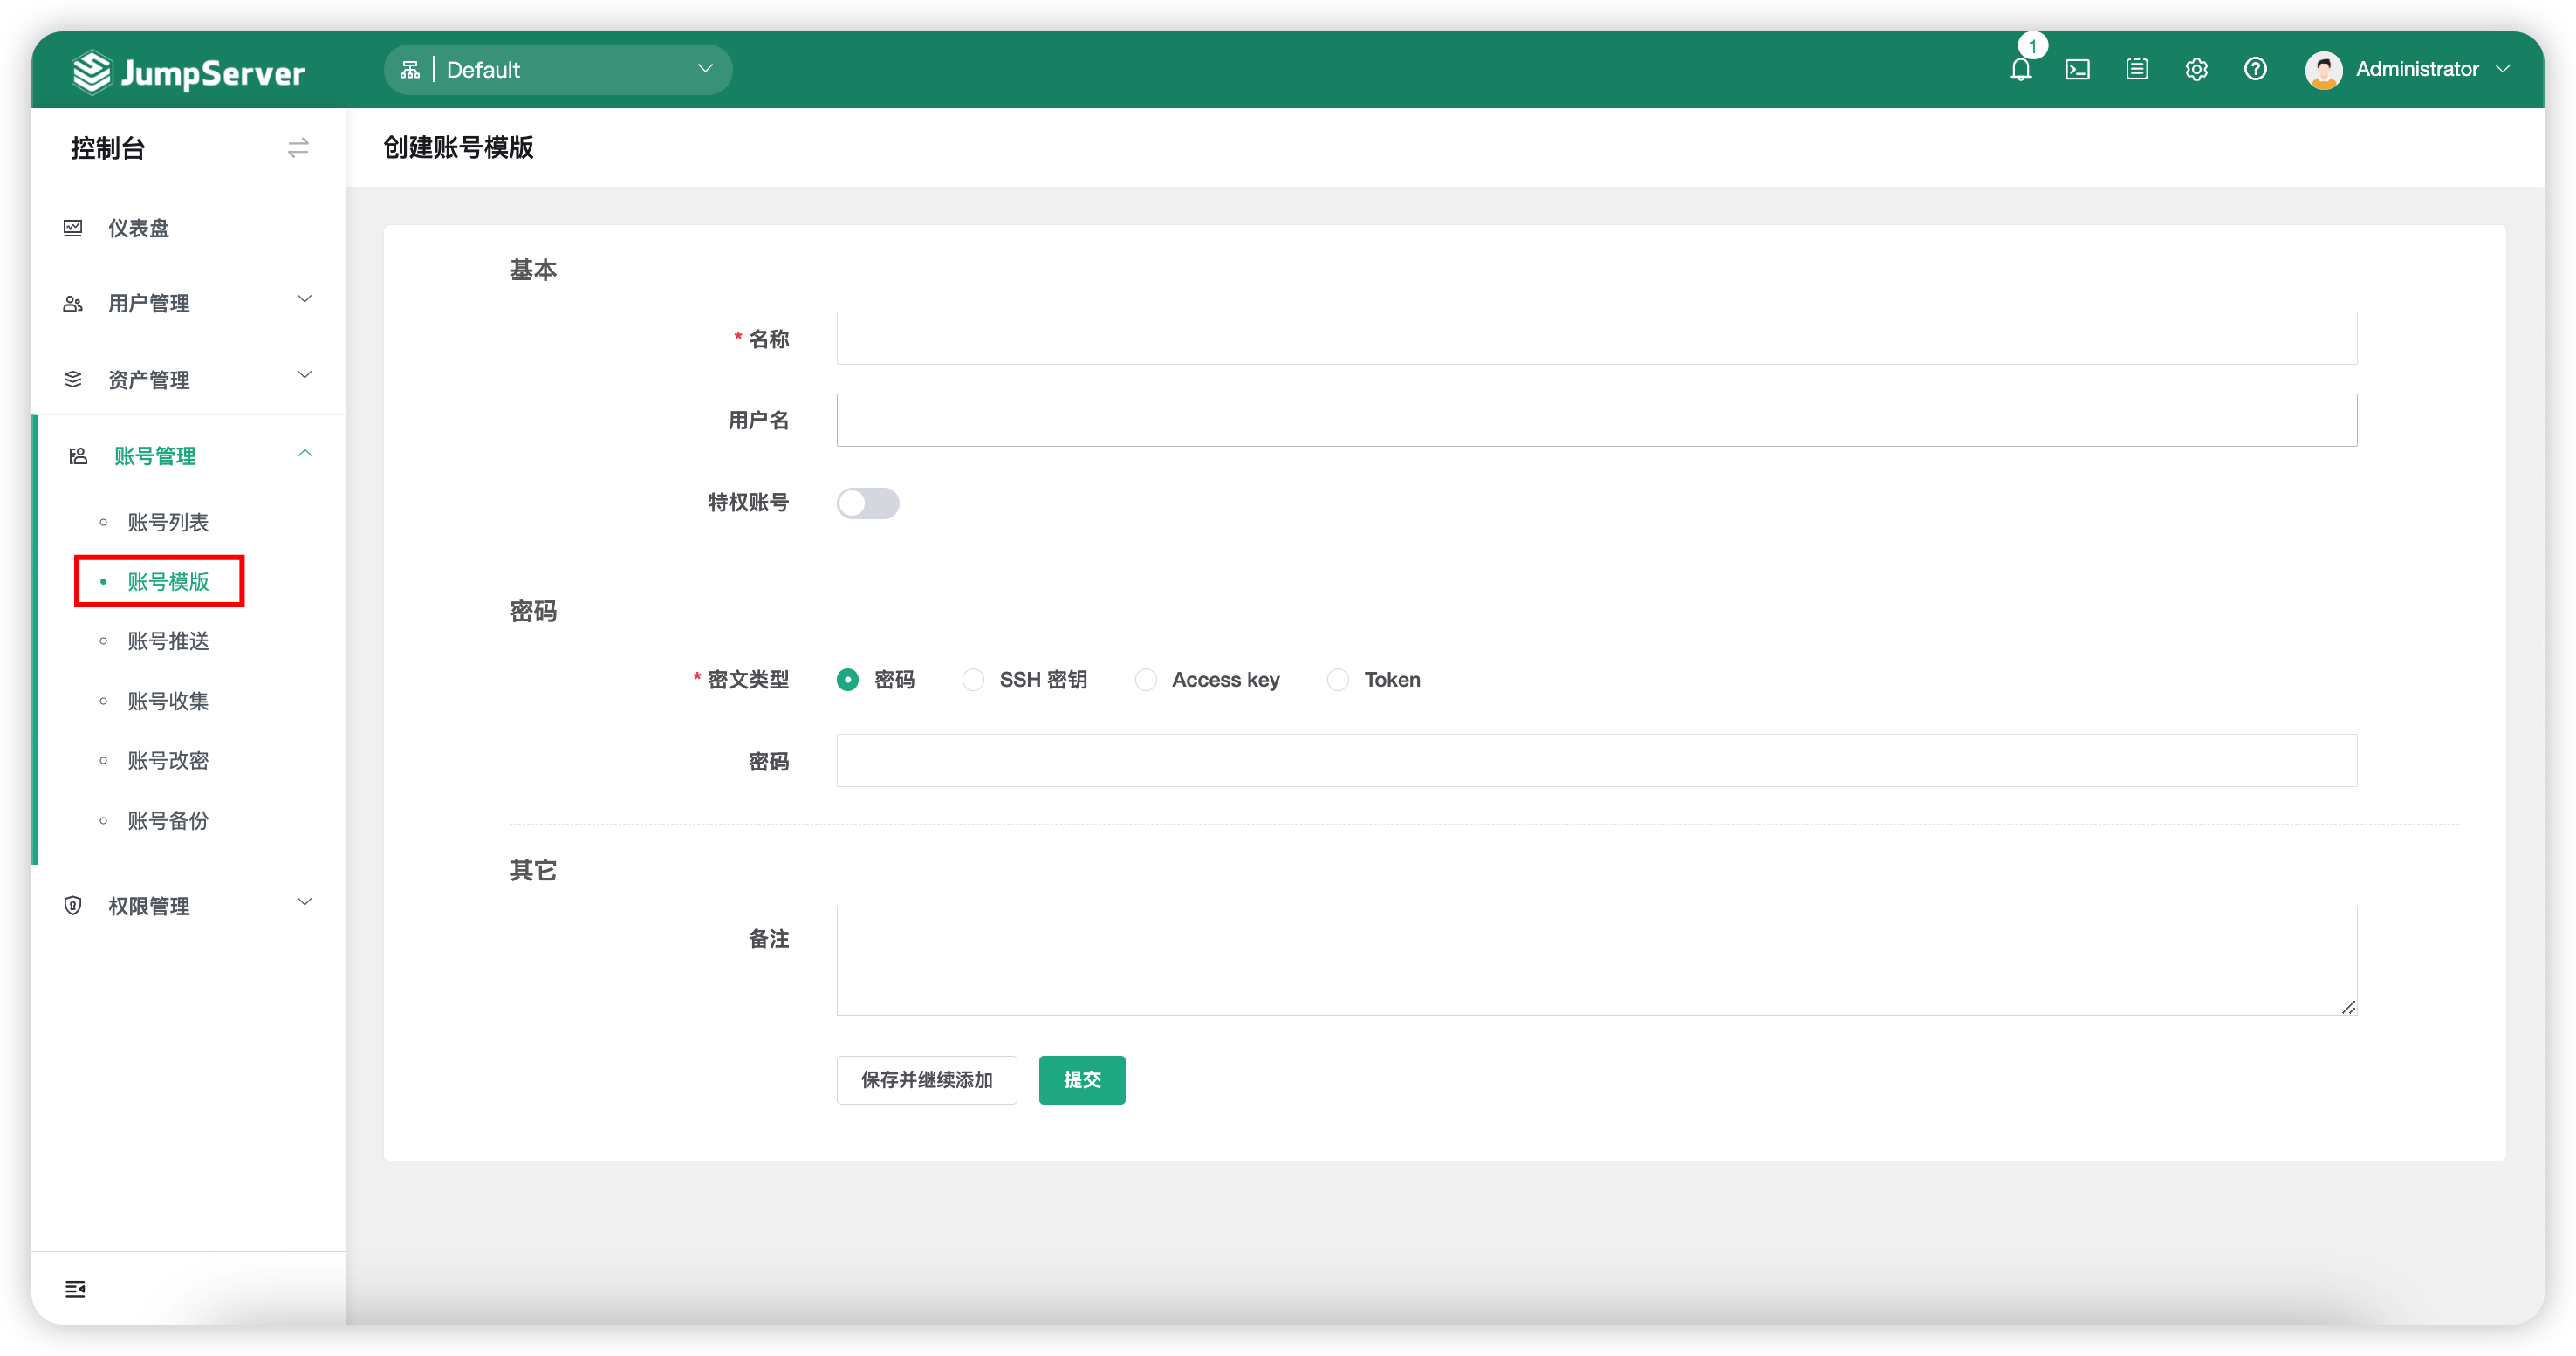 JumpServer
Default
1
Administrator
控制台
创建账号模版
仪表盘
用户管理
资产管理
账号管理
账号列表
账号模版
账号推送
账号收集
账号改密
账号备份
权限管理
基本
* 名称
用户名
特权账号
密码
* 密文类型 密码 SSH 密钥 Access key Token
密码
其它
备注
保存并继续添加 提交